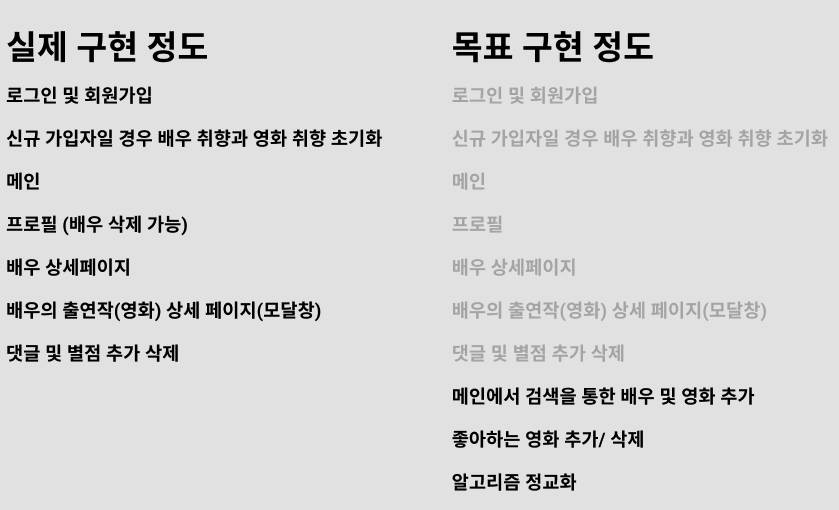 실제 구현 정도
로그인 및 회원가입
신규 가입자일 경우 배우 취향과 영화 취향 초기화
메인
프로필 (배우 삭제 가능)
배우 상세페이지
배우의 출연작(영화) 상세 페이지(모달창)
댓글 및 별점 추가 삭제
목표 구현 정도
로그인 및 회원가입
신규 가입자일 경우 배우 취향과 영화 취향 초기화
메인
프로필
배우 상세페이지
배우의 출연작(영화) 상세 페이지(모달창)
댓글 및 별점 추가 삭제
메인에서 검색을 통한 배우 및 영화 추가
좋아하는 영화 추가/ 삭제
알고리즘 정교화